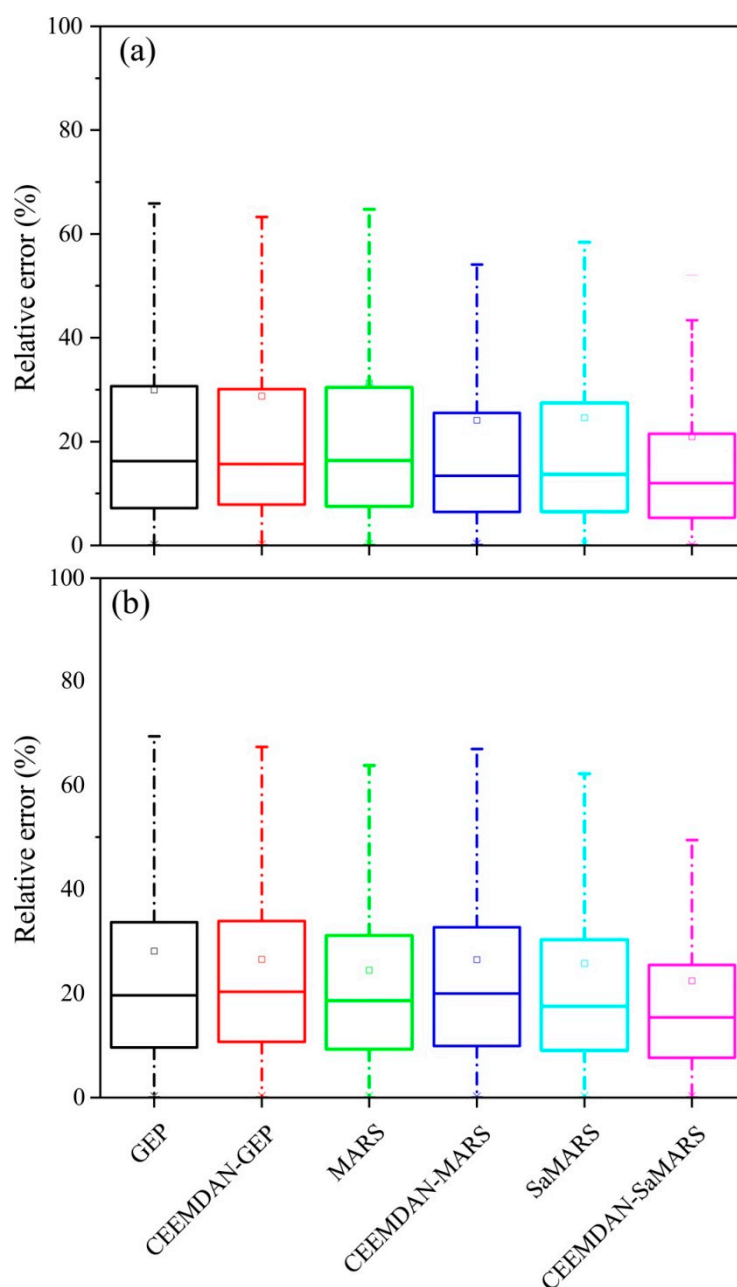 (a)
100
80
60
40
20
0
Relative error (%)
(b)
100
80
60
40
20
0
Relative error (%)
GEP
CEEMDAN-GEP
MARS
CEEMDAN-MARS
SaMARS
CEEMDAN-SaMARS